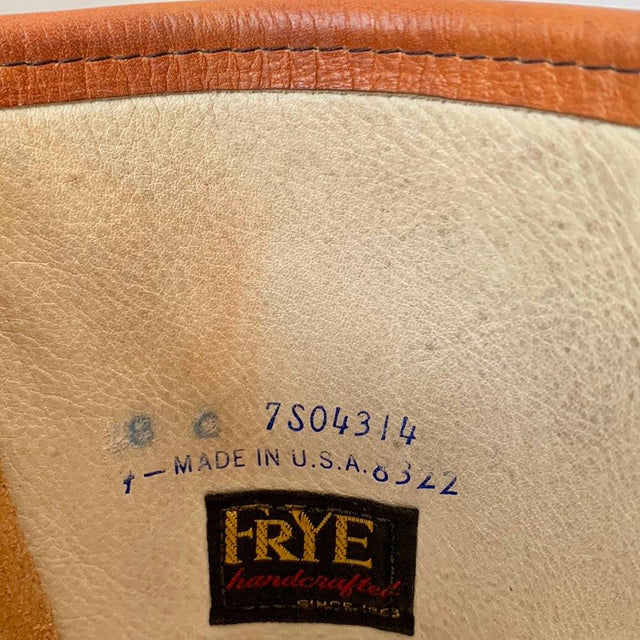 8 C 7S04314
MADE IN U.S.A. 8322
FRYE
handcrafted
SINCE 1863